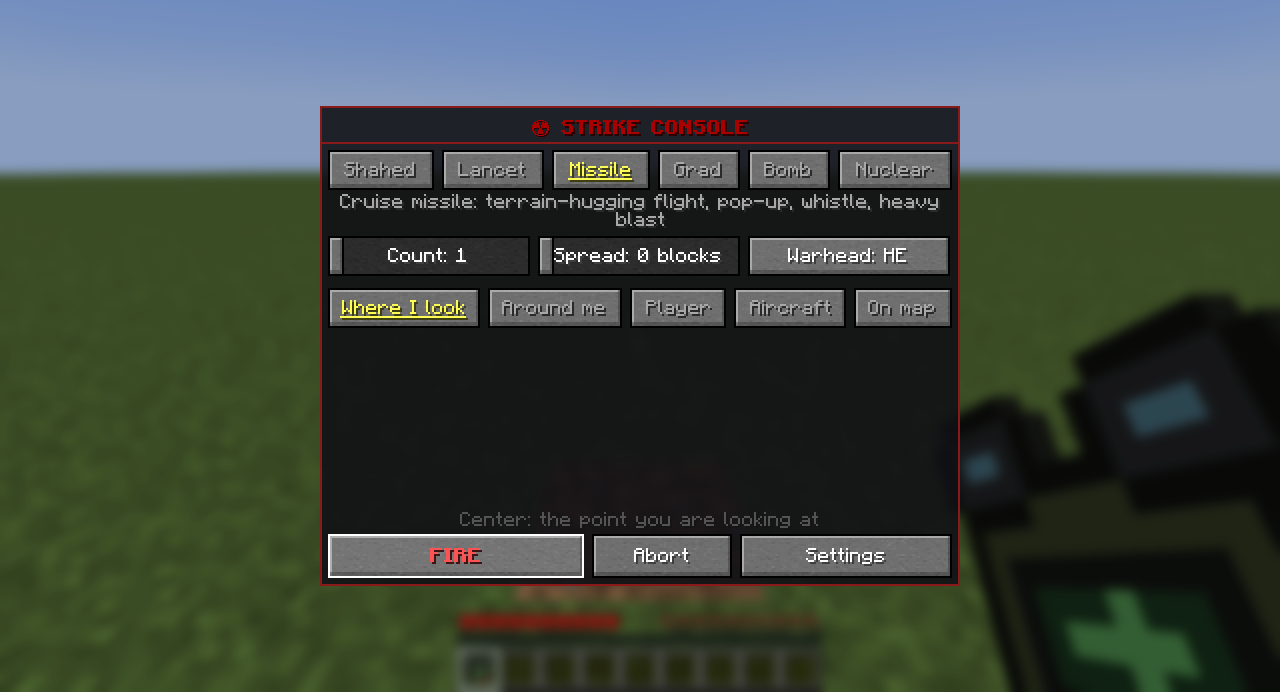 ☢ STRIKE CONSOLE
Shahed Lancet Missile Grad Bomb Nuclear
Cruise missile: terrain-hugging flight, pop-up, whistle, heavy
blast
Count: 1 Spread: 0 blocks Warhead: HE
Where I look Around me Player Aircraft On map
Center: the point you are looking at
FIRE Abort Settings